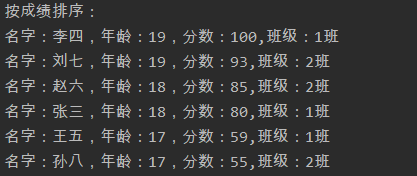 按成绩排序：
名字：李四，年龄：19，分数：100,班级：1班
名字：刘七，年龄：19，分数：93,班级：2班
名字：赵六，年龄：18，分数：85,班级：2班
名字：张三，年龄：18，分数：80,班级：1班
名字：王五，年龄：17，分数：59,班级：1班
名字：孙八，年龄：17，分数：55,班级：2班